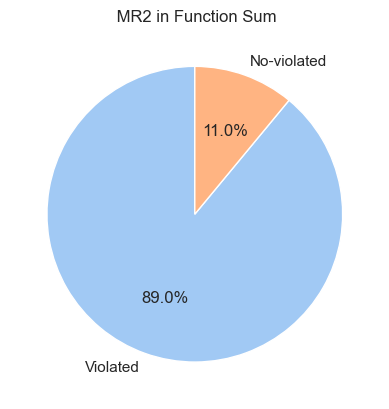 MR2 in Function Sum
No-violated
11.0%
89.0%
Violated